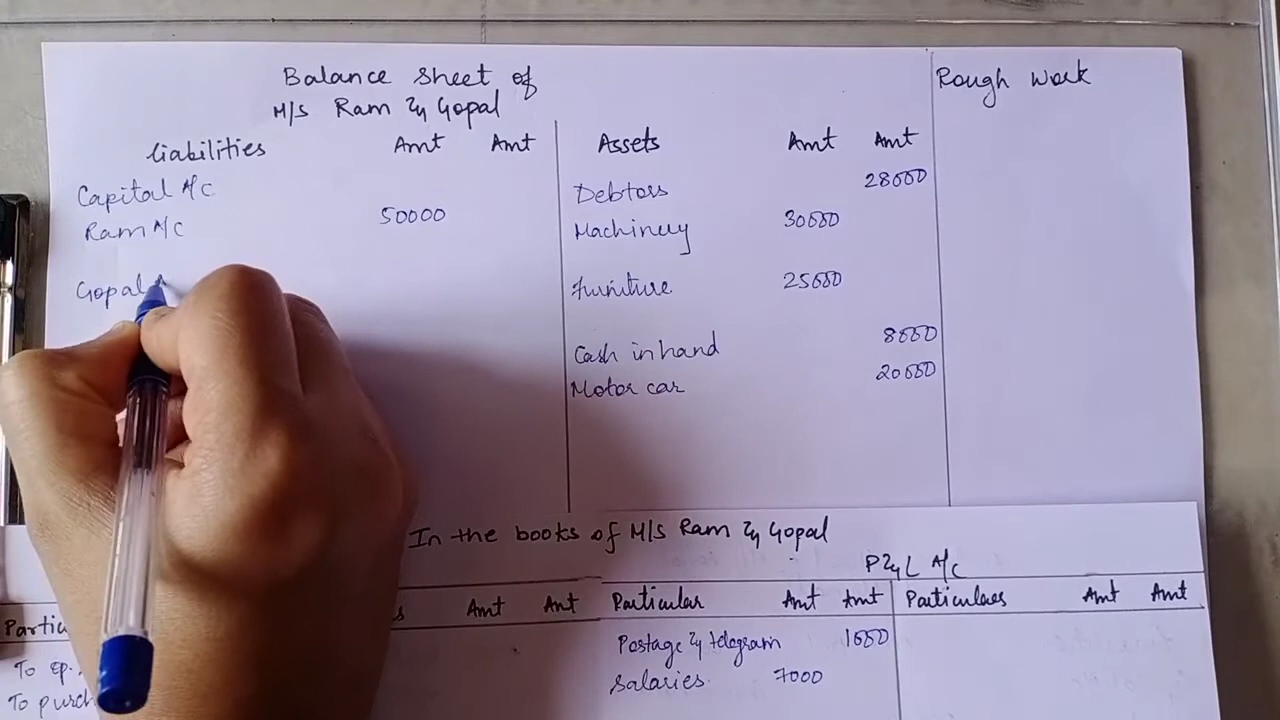 Balance Sheet of
M/S Ram & Gopal
Rough Work
Liabilities Amt Amt Assets Amt Amt
Capital A/c Debtors 28000
Ram A/c 50000 Machinery 30000
Gopal Furniture 25000
Cash in hand 8000
Motor car 20000
In the books of M/S Ram & Gopal
P&L A/c
Amt Amt Particular Amt Amt Particulars Amt Amt
To op. Postage & telegram 1000
To Salaries 7000